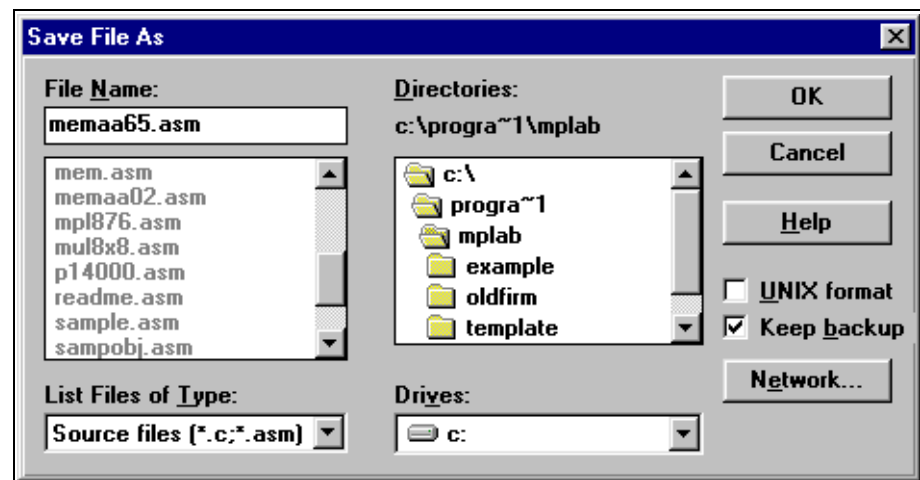 Save File As
File Name:
memaa65.asm
mem.asm
memaa02.asm
mpl876.asm
mul8x8.asm
p14000.asm
readme.asm
sample.asm
sampobj.asm
List Files of Type:
Source files (*.c;*.asm)
Directories:
c:\progra~1\mplab
c:\
progra~1
mplab
example
oldfirm
template
Drives:
c:
OK
Cancel
Help
UNIX format
Keep backup
Network...